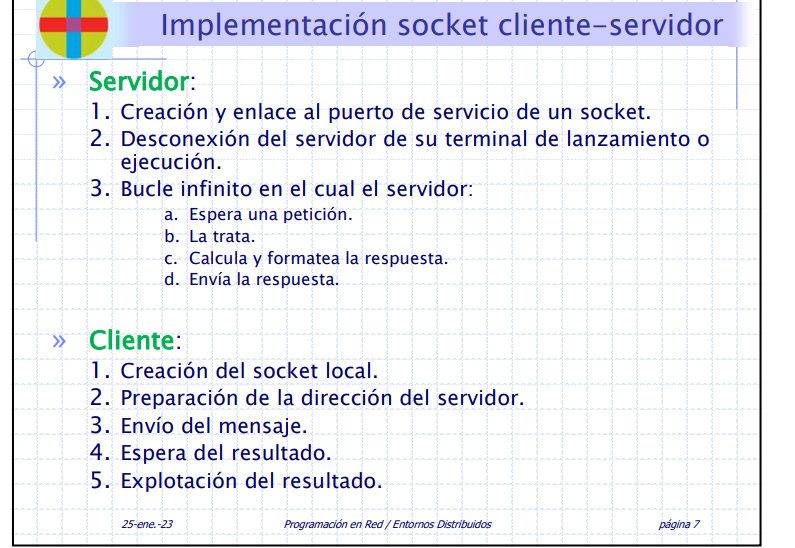 Implementación socket cliente-servidor
» Servidor:
1. Creación y enlace al puerto de servicio de un socket.
2. Desconexión del servidor de su terminal de lanzamiento o
ejecución.
3. Bucle infinito en el cual el servidor:
a. Espera una petición.
b. La trata.
c. Calcula y formatea la respuesta.
d. Envía la respuesta.
» Cliente:
1. Creación del socket local.
2. Preparación de la dirección del servidor.
3. Envío del mensaje.
4. Espera del resultado.
5. Explotación del resultado.
25-ene.-23 Programación en Red / Entornos Distribuidos página 7